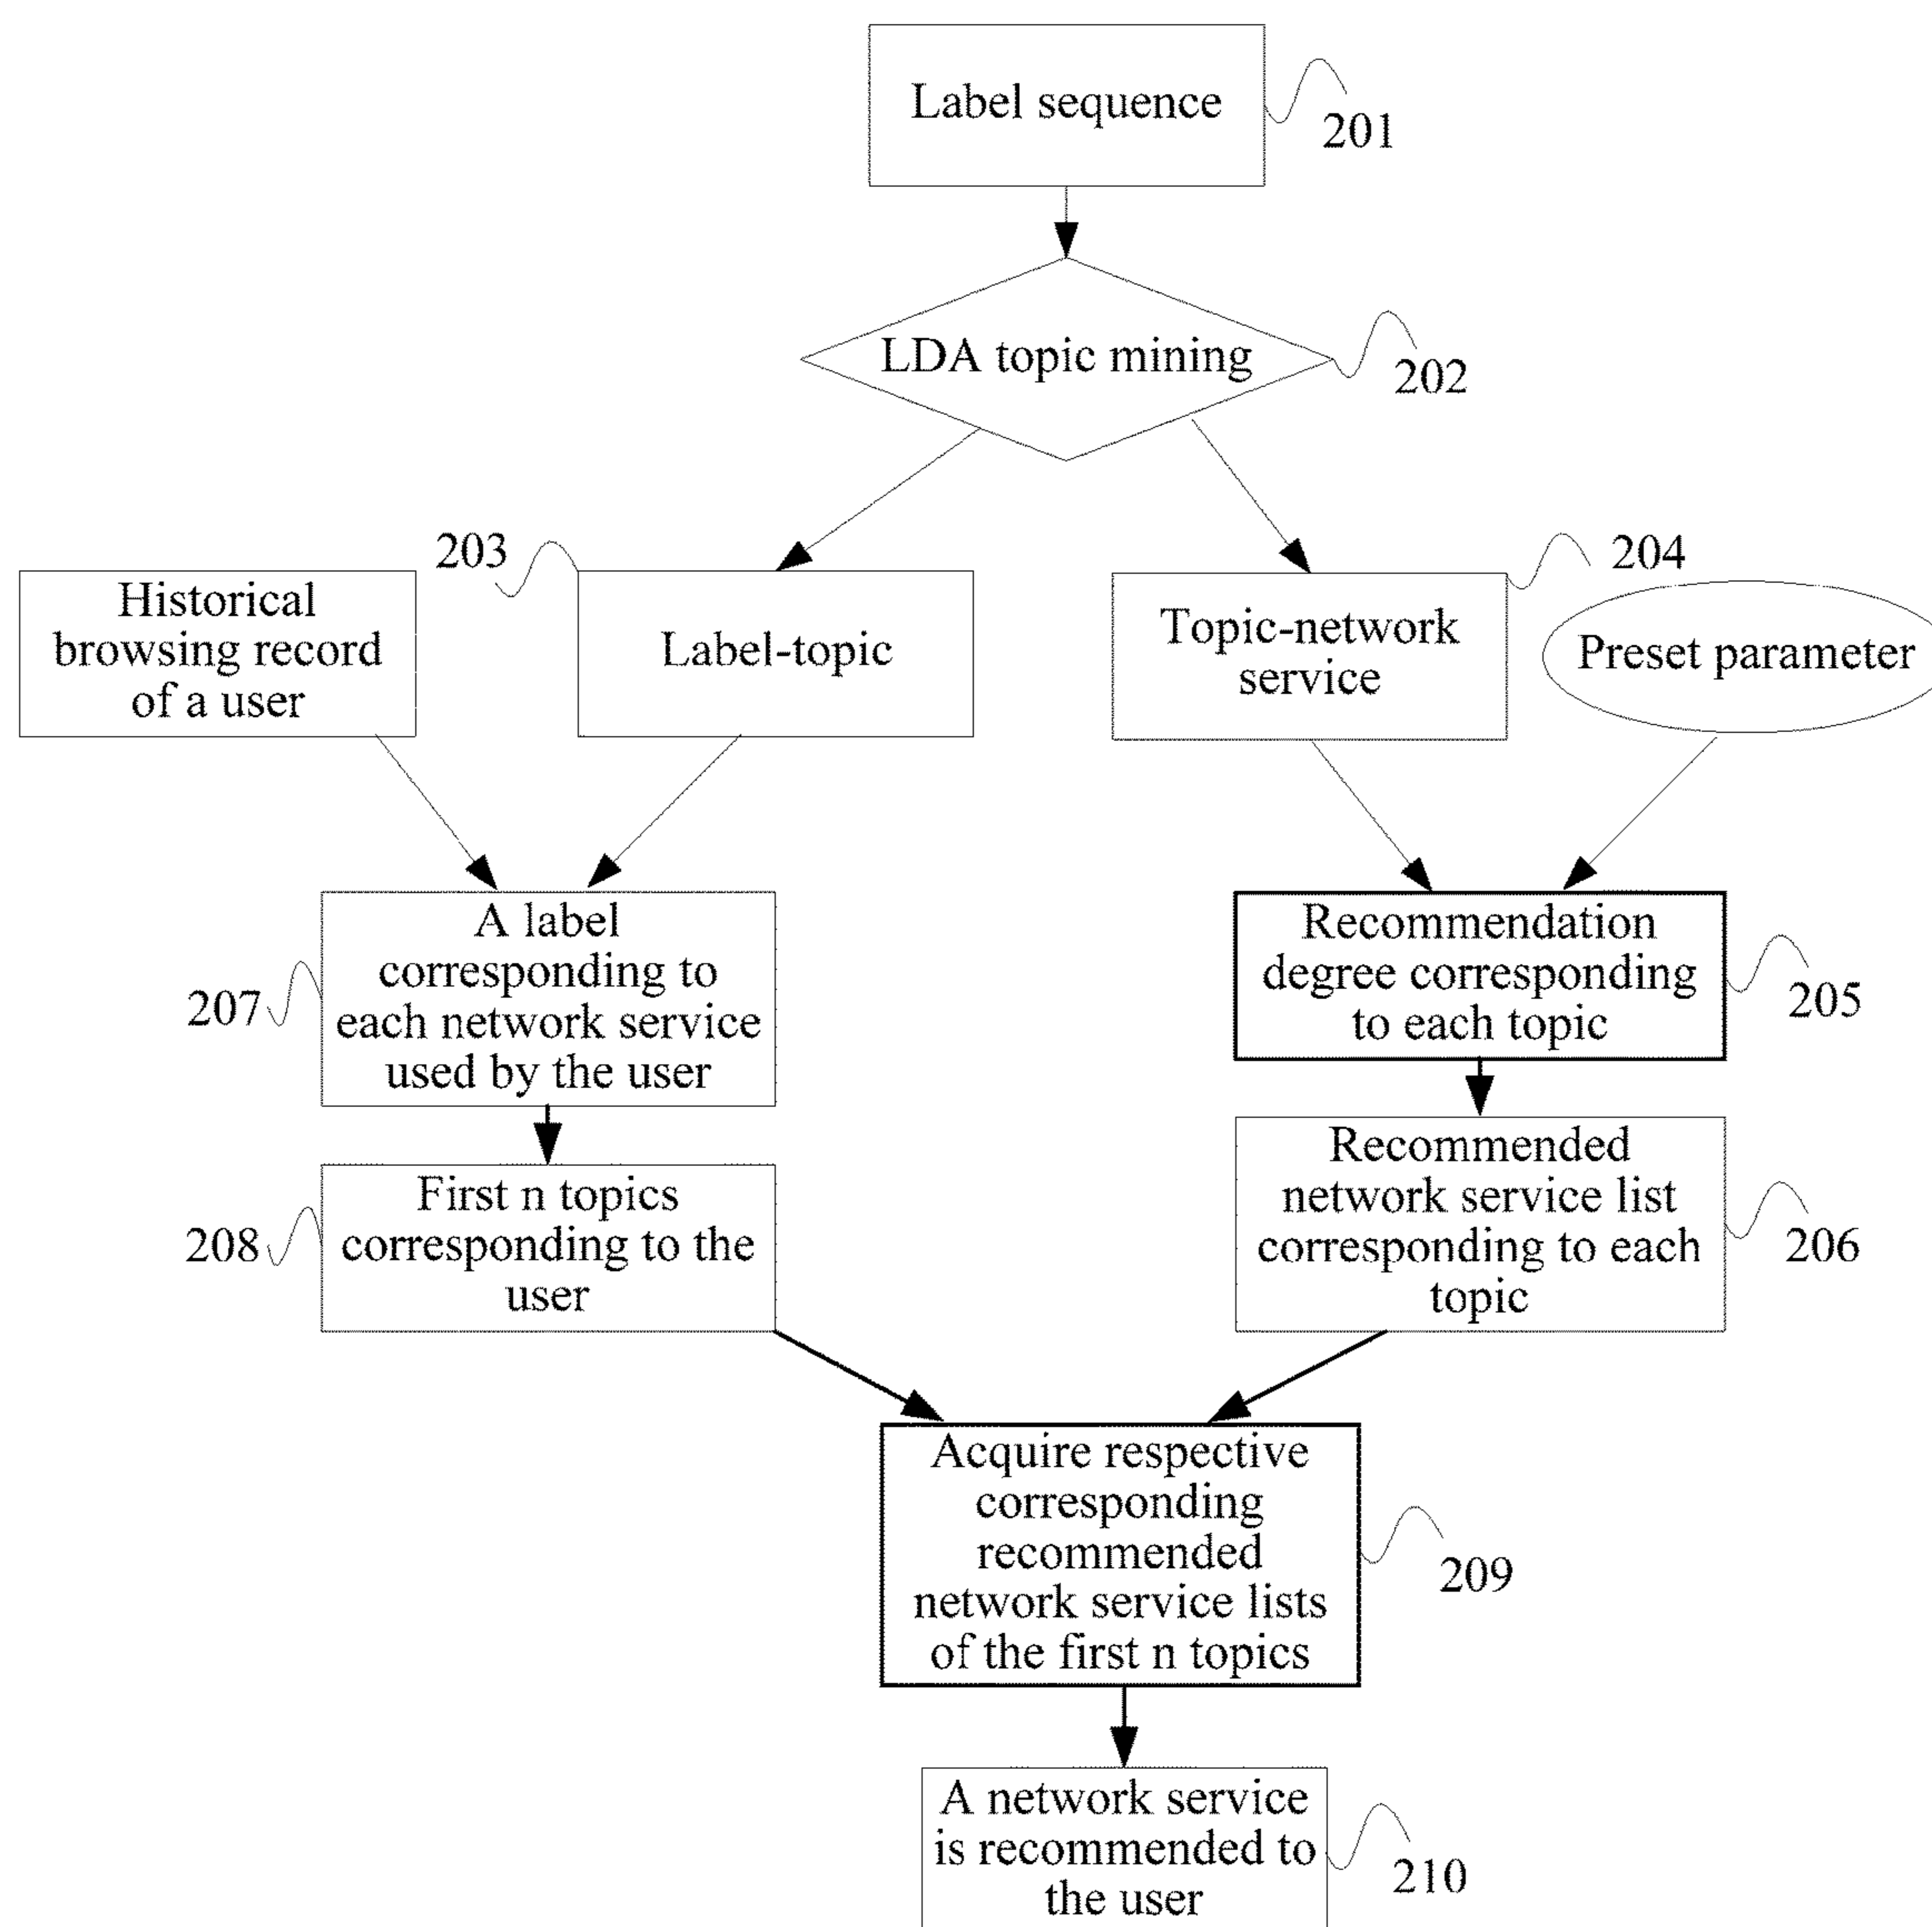 Label sequence
201
LDA topic mining
202
203
204
Historical
browsing record
of a user
Label-topic
Topic-network
service
Preset parameter
A label
corresponding to
each network service
used by the user
207
Recommendation
degree corresponding
to each topic
205
First n topics
corresponding to the
user
208
Recommended
network service list
corresponding to each
topic
206
Acquire respective
corresponding
recommended
network service lists
of the first n topics
209
A network service
is recommended to
the user
210